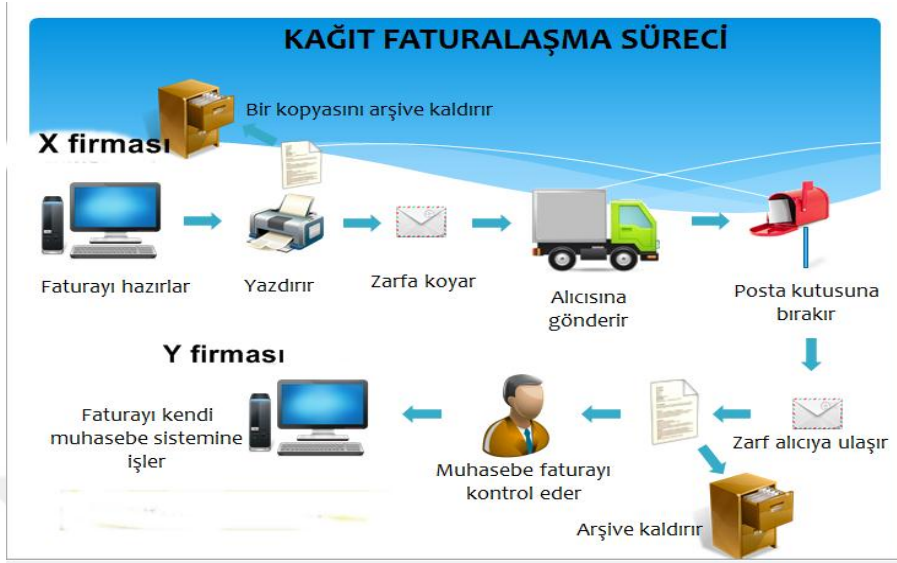 KAĞIT FATURALAŞMA SÜRECİ
Bir kopyasını arşive kaldırır
X firması
Faturayı hazırlar
Yazdırır
Zarfa koyar
Alıcısına
gönderir
Posta kutusuna
bırakır
Y firması
Faturayı kendi
muhasebe sistemine
işler
Muhasebe faturayı
kontrol eder
Zarf alıcıya ulaşır
Arşive kaldırır